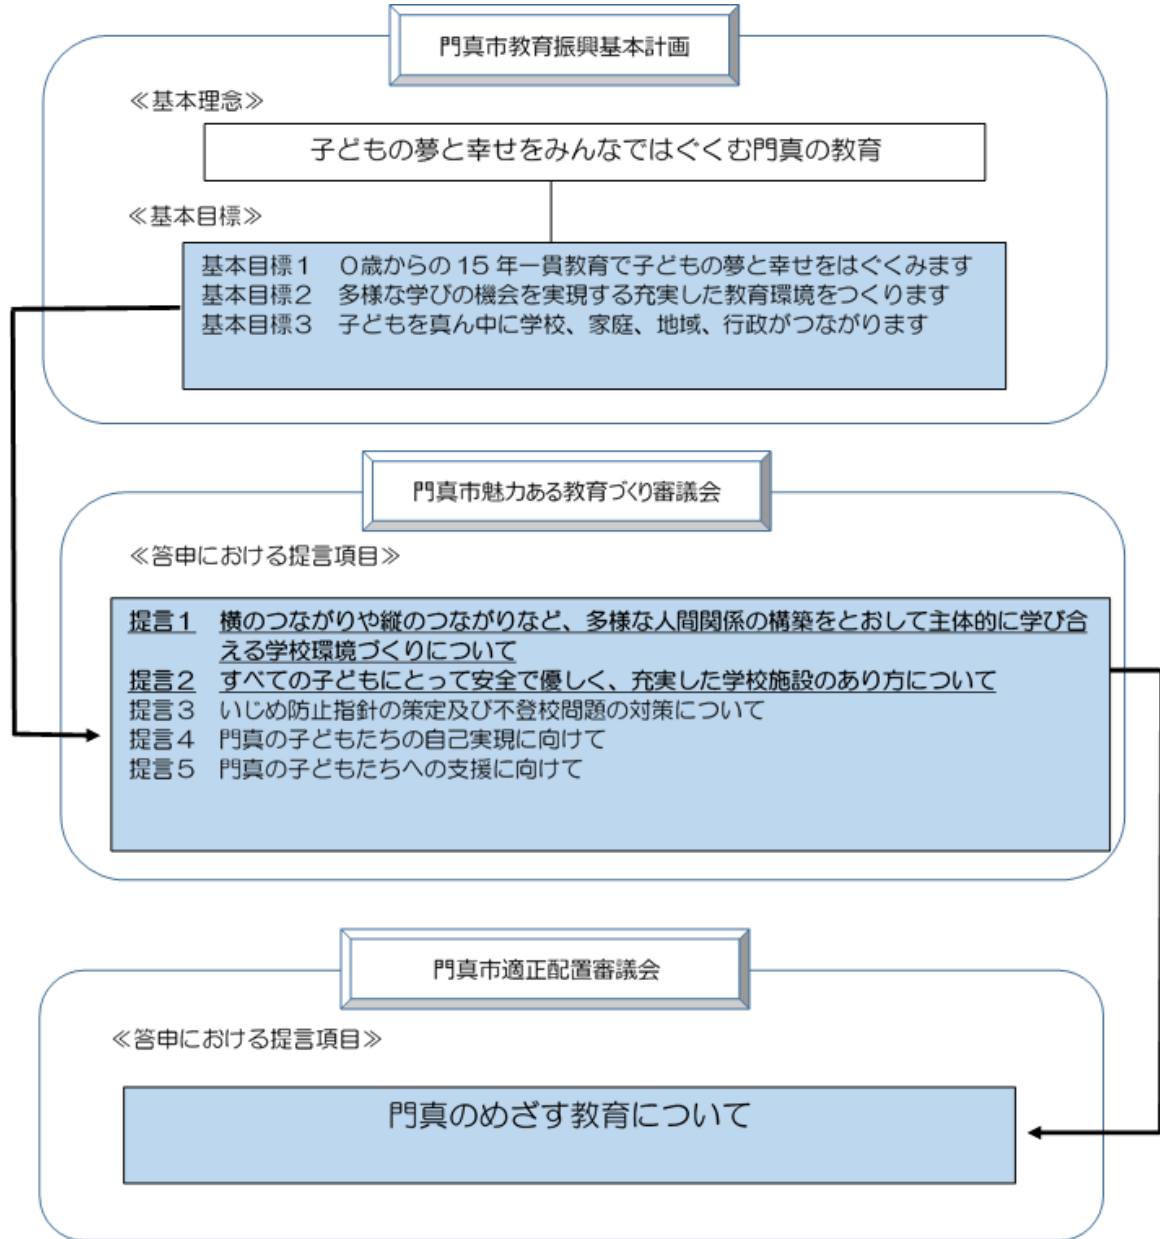 門真市教育振興基本計画
≪基本理念≫
子どもの夢と幸せをみんなではぐくむ門真の教育
≪基本目標≫
基本目標１　０歳からの 15 年一貫教育で子どもの夢と幸せをはぐくみます
基本目標２　多様な学びの機会を実現する充実した教育環境をつくります
基本目標３　子どもを真ん中に学校、家庭、地域、行政がつながります
門真市魅力ある教育づくり審議会
≪答申における提言項目≫
提言１　横のつながりや縦のつながりなど、多様な人間関係の構築をとおして主体的に学び合
える学校環境づくりについて
提言２　すべての子どもにとって安全で優しく、充実した学校施設のあり方について
提言３　いじめ防止指針の策定及び不登校問題の対策について
提言４　門真の子どもたちの自己実現に向けて
提言５　門真の子どもたちへの支援に向けて
門真市適正配置審議会
≪答申における提言項目≫
門真のめざす教育について